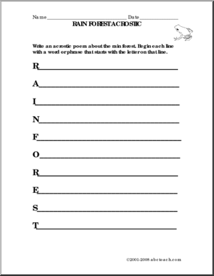 Name Date
RAIN FOREST ACROSTIC
Write an acrostic poem about the rain forest. Begin each line
with a word or phrase that starts with the letter on that line.
R
A
I
N
F
O
R
E
S
T